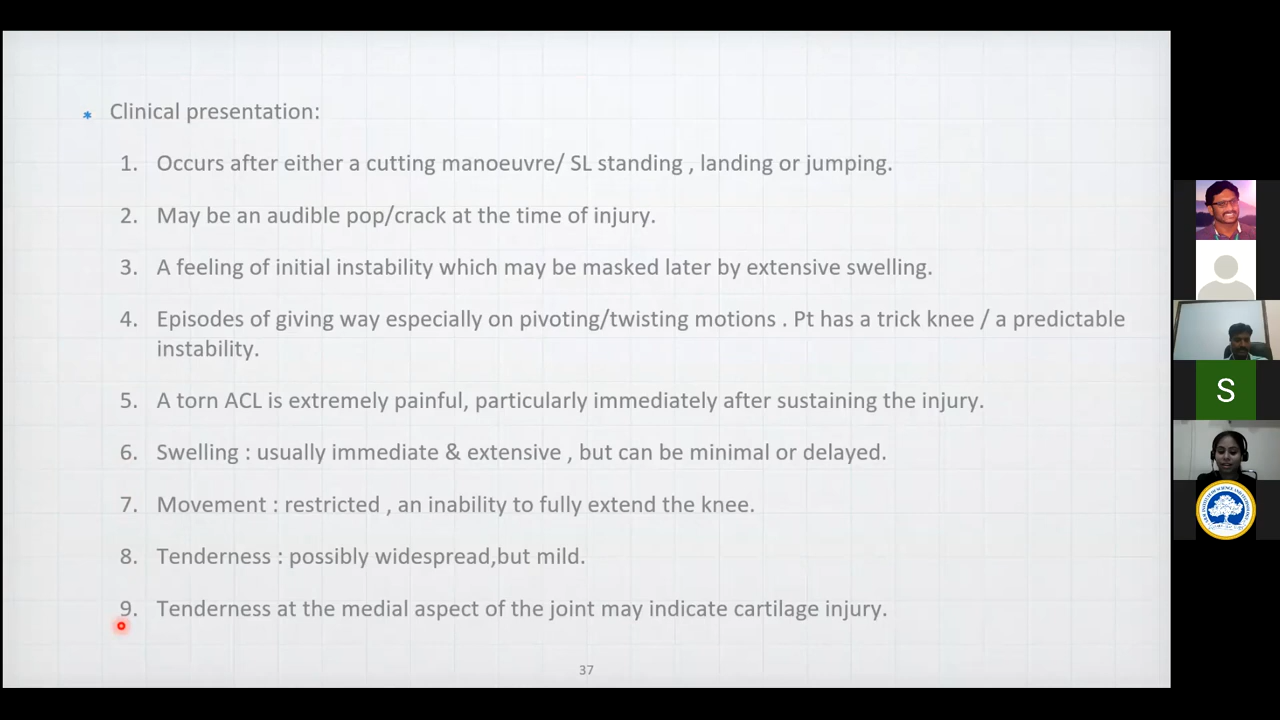 * Clinical presentation:
1. Occurs after either a cutting manoeuvre/ SL standing , landing or jumping.
2. May be an audible pop/crack at the time of injury.
3. A feeling of initial instability which may be masked later by extensive swelling.
4. Episodes of giving way especially on pivoting/twisting motions . Pt has a trick knee / a predictable
instability.
5. A torn ACL is extremely painful, particularly immediately after sustaining the injury.
6. Swelling : usually immediate & extensive , but can be minimal or delayed.
7. Movement : restricted , an inability to fully extend the knee.
8. Tenderness : possibly widespread,but mild.
9. Tenderness at the medial aspect of the joint may indicate cartilage injury.
37
S